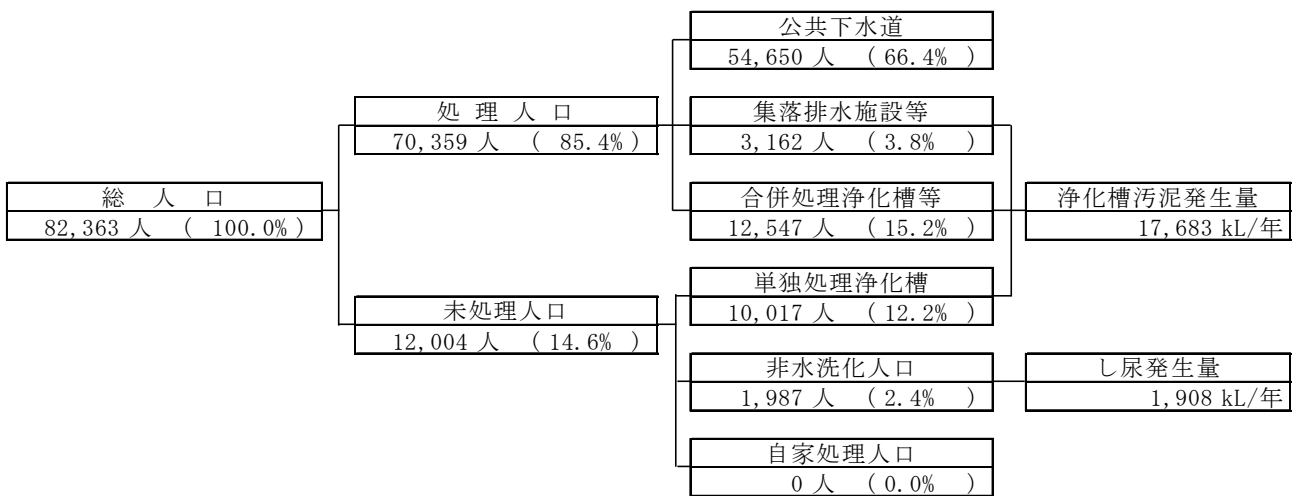 総人口
82,363 人 ( 100.0% )
処理人口
70,359 人 ( 85.4% )
未処理人口
12,004 人 ( 14.6% )
公共下水道
54,650 人 ( 66.4% )
集落排水施設等
3,162 人 ( 3.8% )
合併処理浄化槽等
12,547 人 ( 15.2% )
単独処理浄化槽
10,017 人 ( 12.2% )
非水洗化人口
1,987 人 ( 2.4% )
自家処理人口
0 人 ( 0.0% )
浄化槽汚泥発生量
17,683 kL/年
し尿発生量
1,908 kL/年